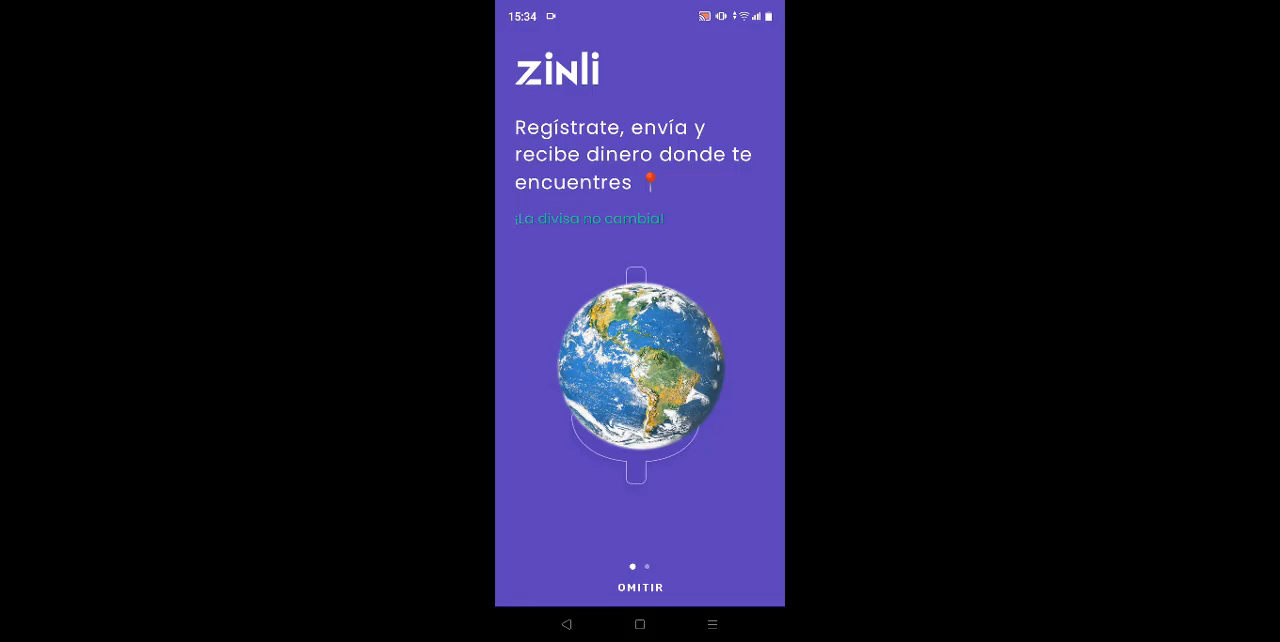 15:34
zinli
Regístrate, envía y
recibe dinero donde te
encuentres 📍
¡La divisa no cambia!
OMITIR